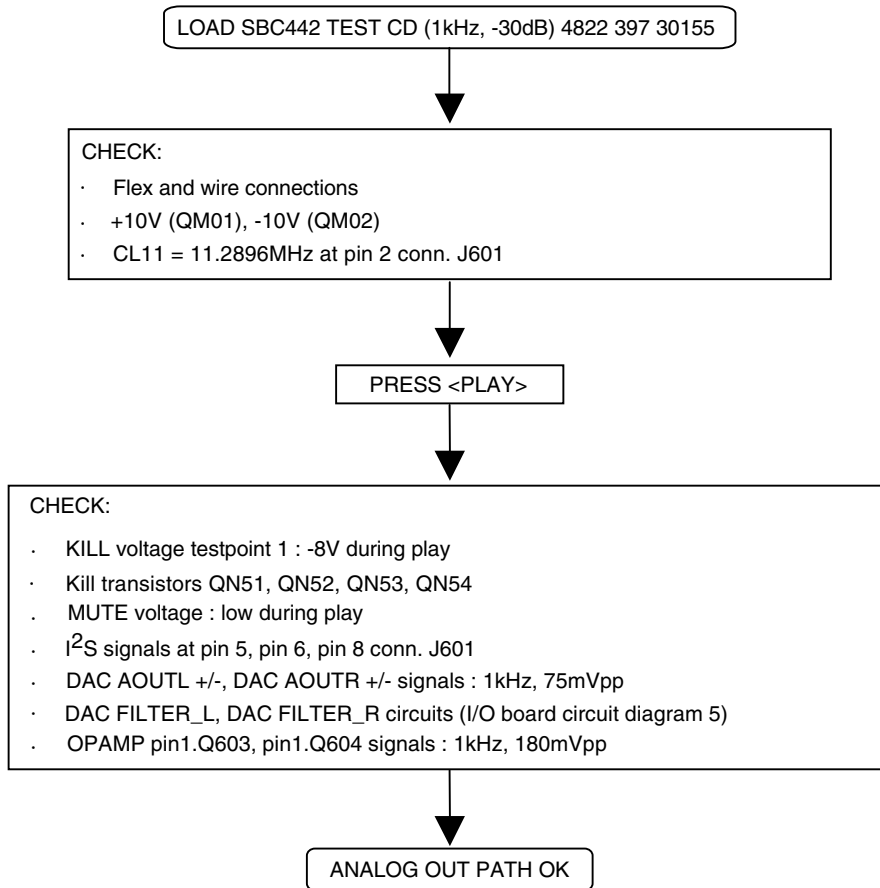 LOAD SBC442 TEST CD (1kHz, -30dB) 4822 397 30155
CHECK:
· Flex and wire connections
· +10V (QM01), -10V (QM02)
· CL11 = 11.2896MHz at pin 2 conn. J601
PRESS <PLAY>
CHECK:
· KILL voltage testpoint 1 : -8V during play
· Kill transistors QN51, QN52, QN53, QN54
· MUTE voltage : low during play
· I²S signals at pin 5, pin 6, pin 8 conn. J601
· DAC AOUTL +/-, DAC AOUTR +/- signals : 1kHz, 75mVpp
· DAC FILTER_L, DAC FILTER_R circuits (I/O board circuit diagram 5)
· OPAMP pin1.Q603, pin1.Q604 signals : 1kHz, 180mVpp
ANALOG OUT PATH OK